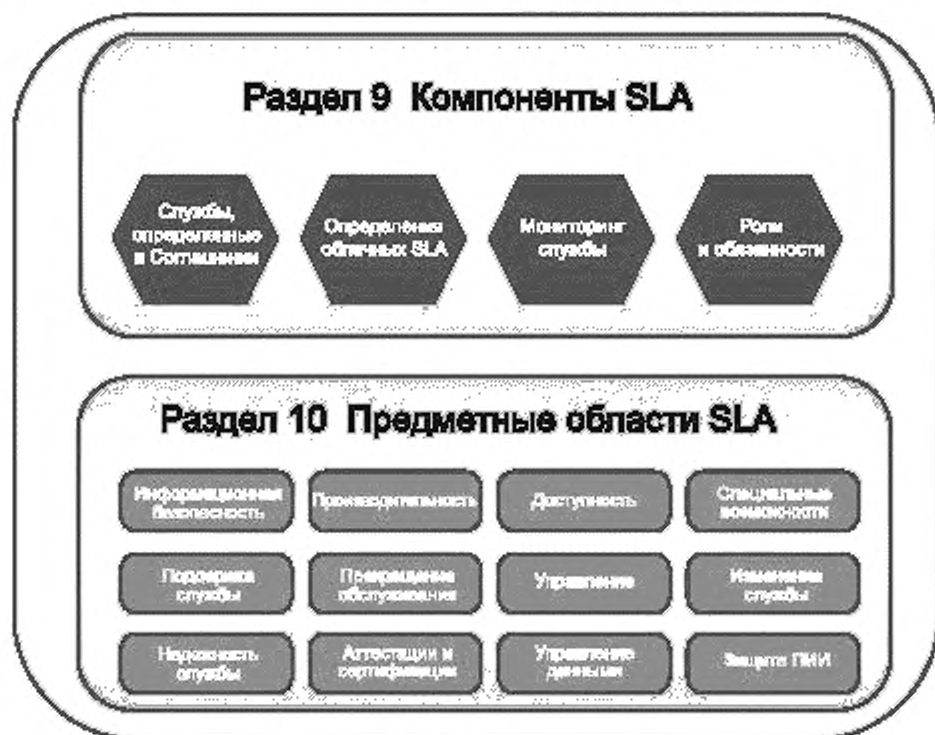 Раздел 9 Компоненты SLA
Службы,
определенные
в Соглашении
Определения
облачных SLA
Мониторинг
службы
Роли
и обязанности
Раздел 10 Предметные области SLA
Информационная
безопасность
Производительность
Доступность
Специальные
возможности
Поддержка
службы
Прекращение
обслуживания
Управление
Изменения
службы
Надежность
службы
Аттестации и
сертификации
Управление
данными
Защита ПИИ